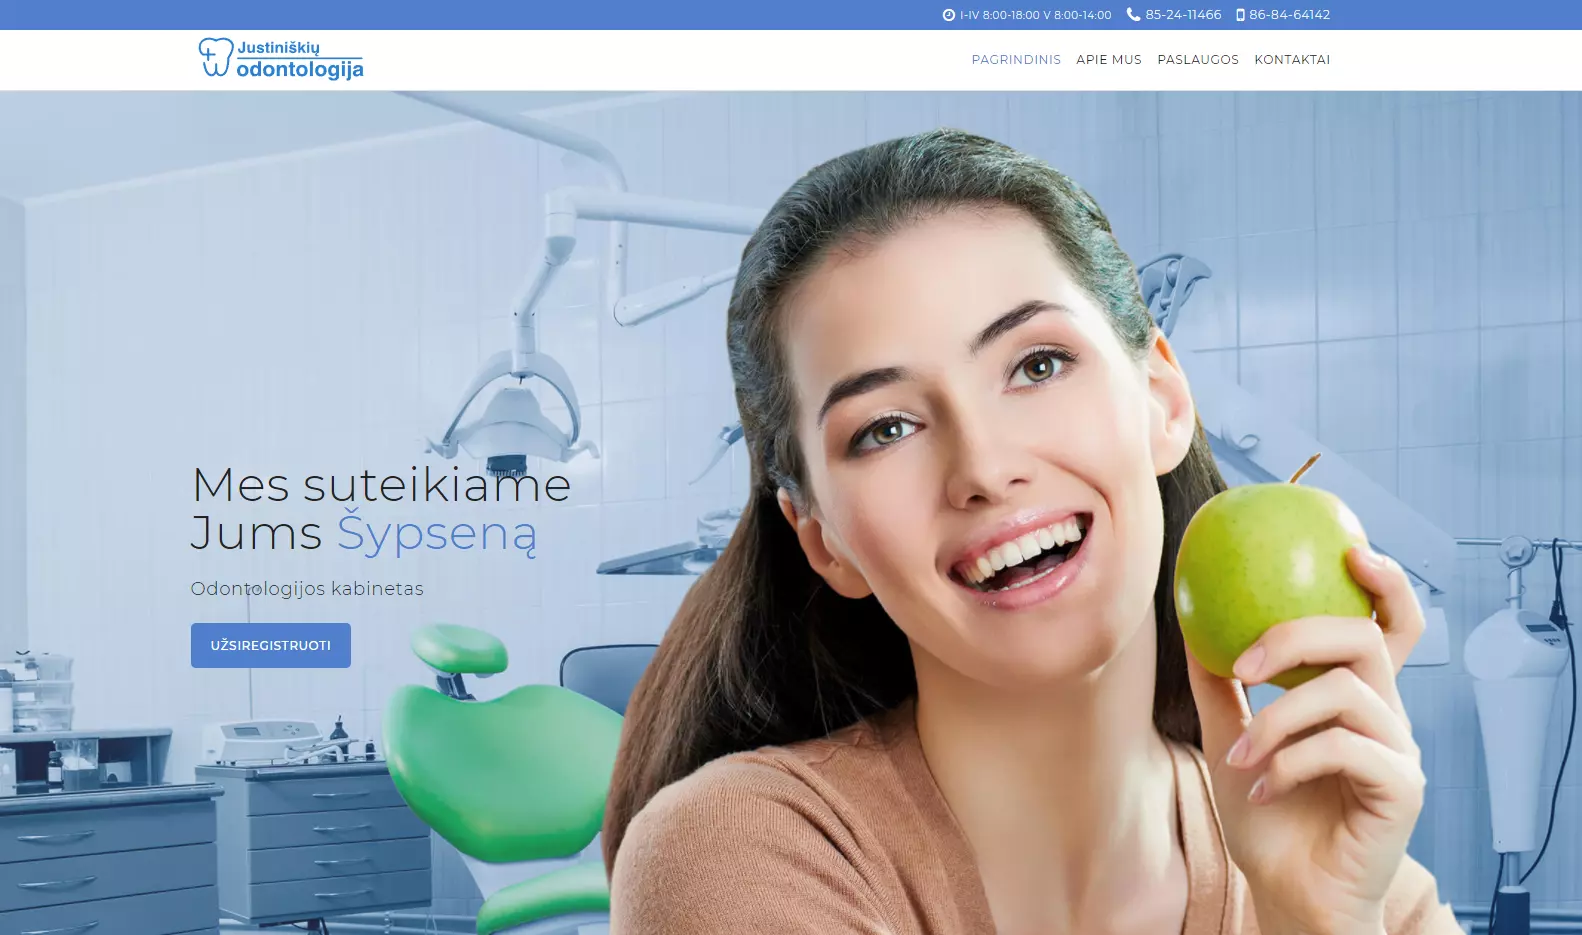 I-IV 8:00-18:00 V 8:00-14:00 85-24-11466 86-84-64142
Justiniškių
odontologija
PAGRINDINIS APIE MUS PASLAUGOS KONTAKTAI
Mes suteikiame
Jums Šypseną
Odontologijos kabinetas
UŽSIREGISTRUOTI